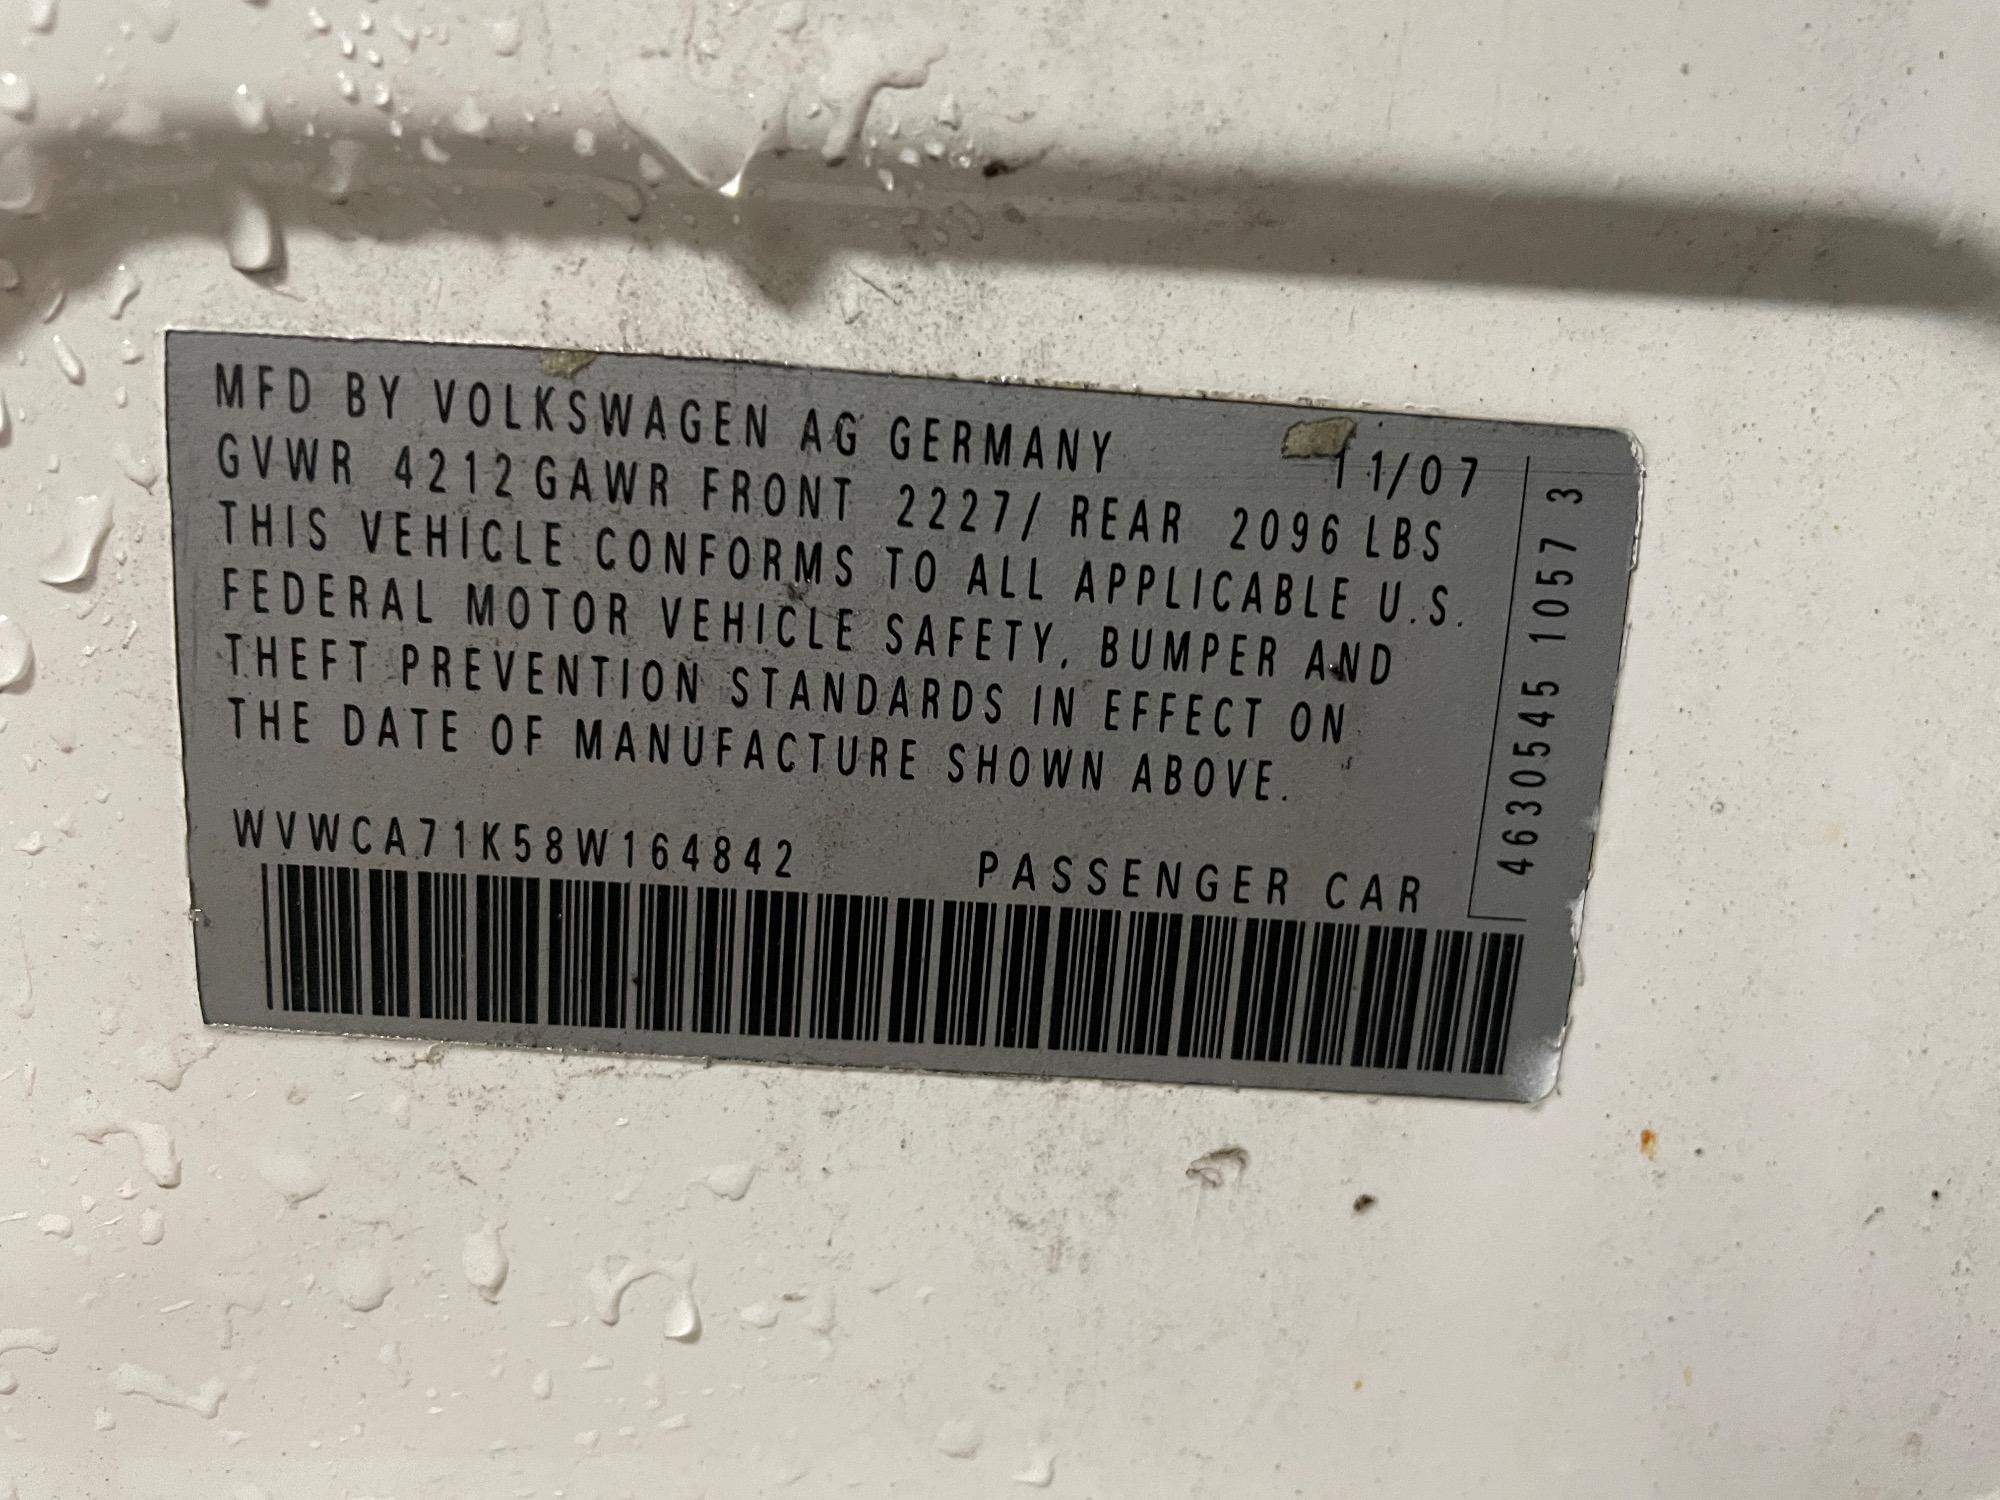 MFD BY VOLKSWAGEN AG GERMANY 11/07
GVWR 4212 GAWR FRONT 2227/ REAR 2096 LBS
THIS VEHICLE CONFORMS TO ALL APPLICABLE U.S.
FEDERAL MOTOR VEHICLE SAFETY, BUMPER AND
THEFT PREVENTION STANDARDS IN EFFECT ON
THE DATE OF MANUFACTURE SHOWN ABOVE.
WVWCA71K58W164842 PASSENGER CAR
4630545 1057 3